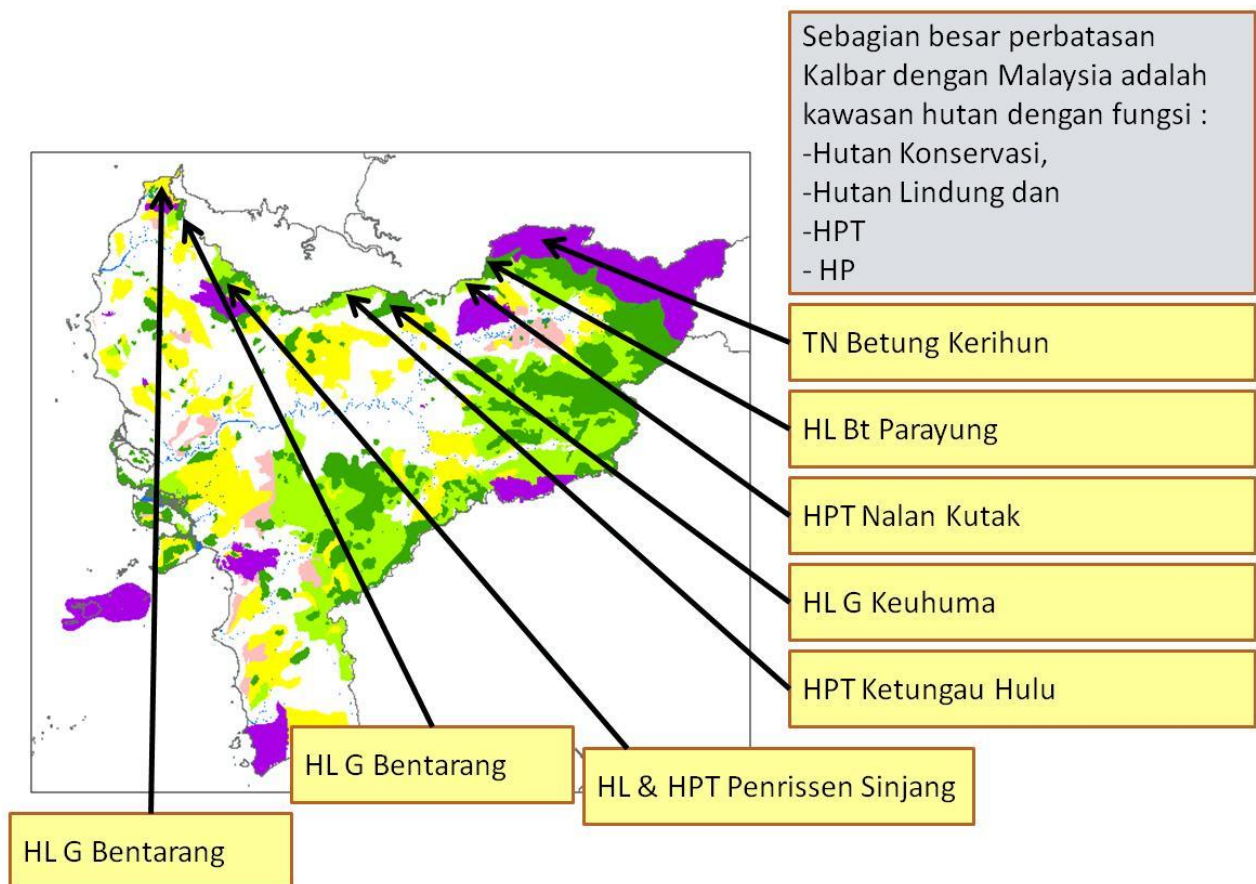 Sebagian besar perbatasan
Kalbar dengan Malaysia adalah
kawasan hutan dengan fungsi :
-Hutan Konservasi,
-Hutan Lindung dan
-HPT
- HP
TN Betung Kerihun
HL Bt Parayung
HPT Nalan Kutak
HL G Keuhuma
HPT Ketungau Hulu
HL G Bentarang
HL & HPT Penrissen Sinjang
HL G Bentarang